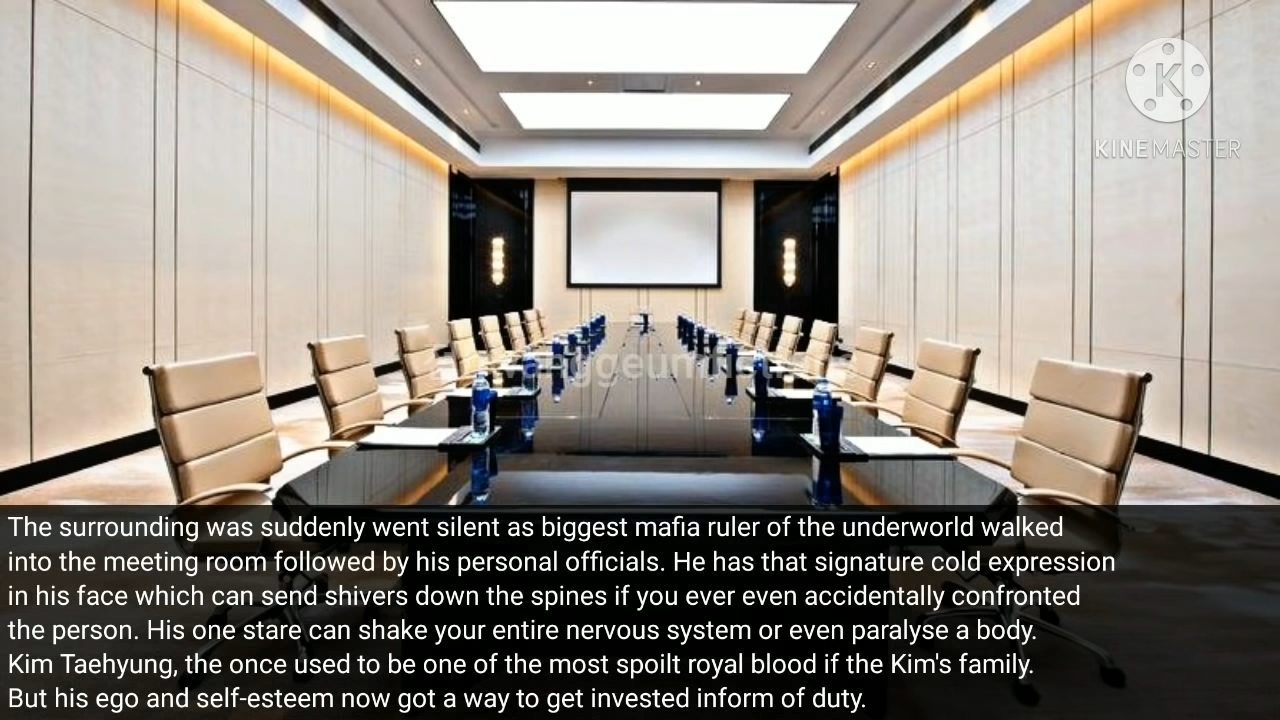 KINEMASTER
The surrounding was suddenly went silent as biggest mafia ruler of the underworld walked
into the meeting room followed by his personal officials. He has that signature cold expression
in his face which can send shivers down the spines if you ever even accidentally confronted
the person. His one stare can shake your entire nervous system or even paralyse a body.
Kim Taehyung, the once used to be one of the most spoilt royal blood if the Kim's family.
But his ego and self-esteem now got a way to get invested inform of duty.